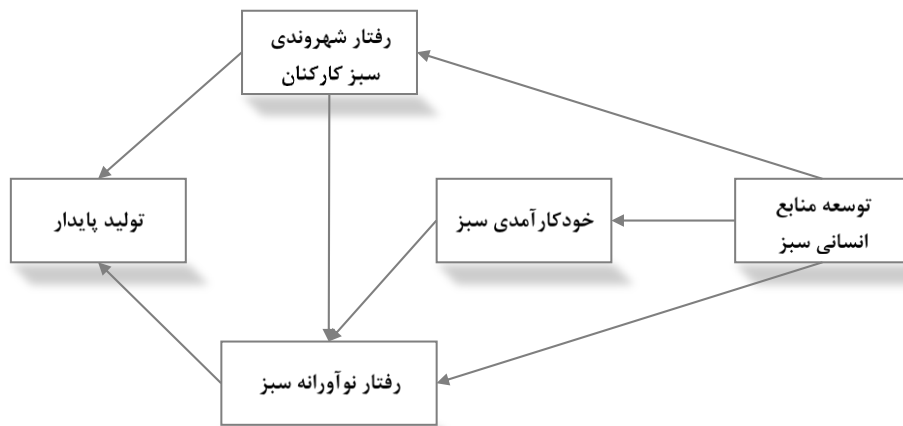 رفتار شهروندی
سبز کارکنان
توسعه منابع
انسانی سبز
خودکارآمدی سبز
تولید پایدار
رفتار نوآورانه سبز